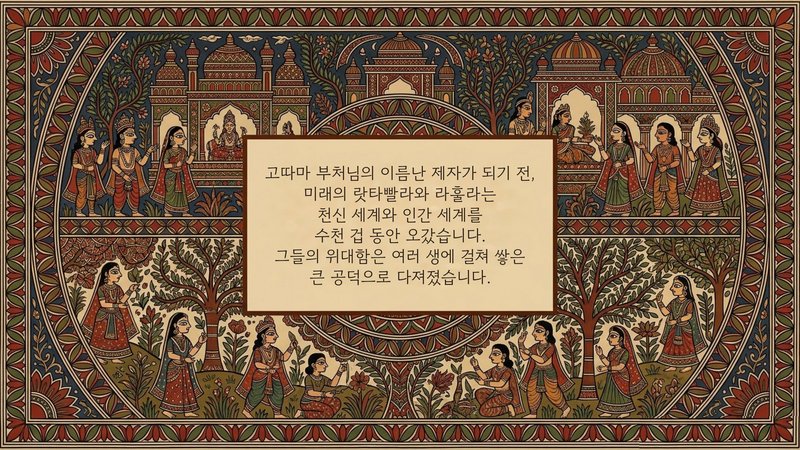 고따마 부처님의 이름난 제자가 되기 전,
미래의 랏타빨라와 라훌라는
천신 세계와 인간 세계를
수천 겁 동안 오갔습니다.
그들의 위대함은 여러 생에 걸쳐 쌓은
큰 공덕으로 다져졌습니다.